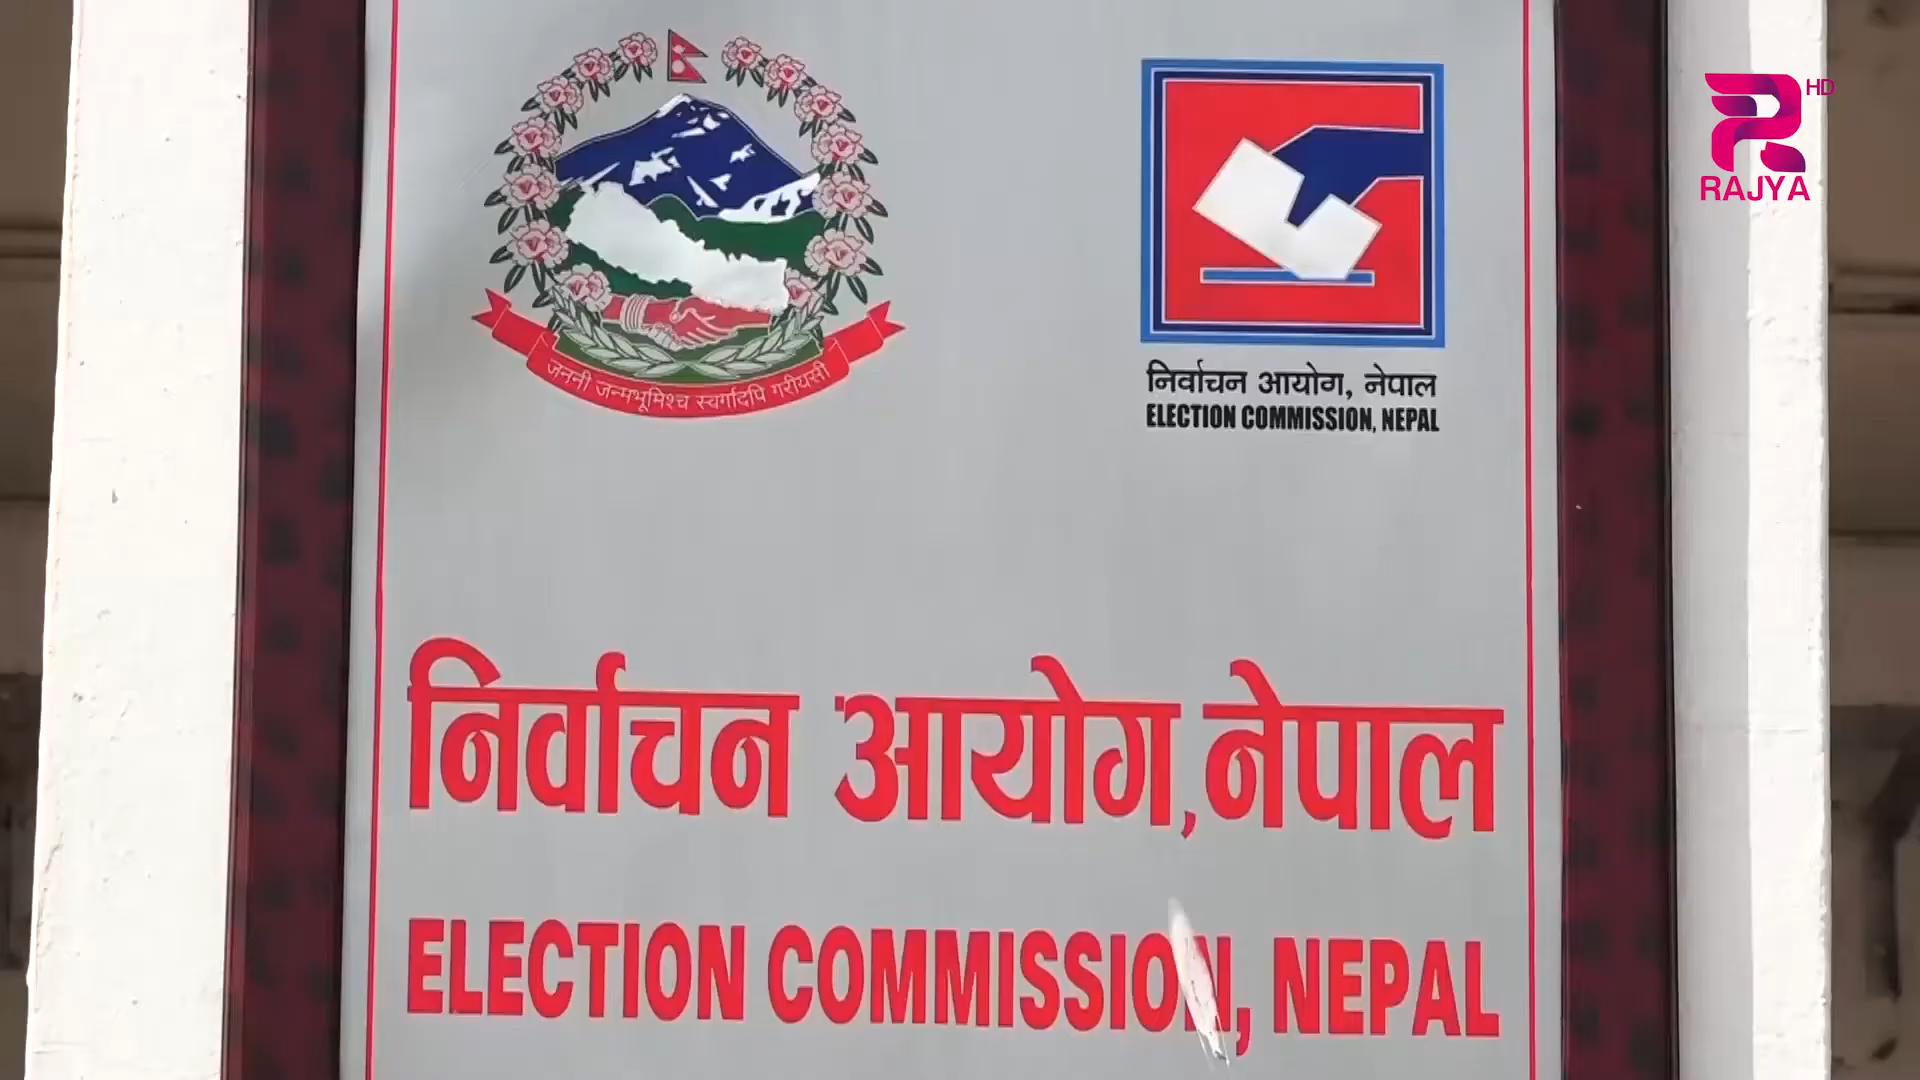 HD
RAJYA
जननी जन्मभूमिश्च स्वर्गादपि गरीयसी
निर्वाचन आयोग, नेपाल
ELECTION COMMISSION, NEPAL
निर्वाचन आयोग, नेपाल
ELECTION COMMISSION, NEPAL